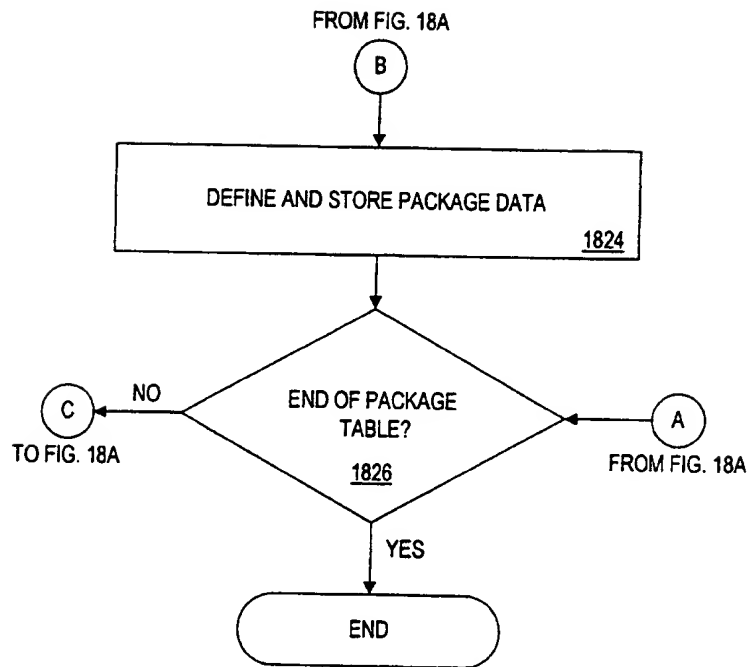 FROM FIG. 18A
B
DEFINE AND STORE PACKAGE DATA
1824
END OF PACKAGE
TABLE?
1826
NO
C
TO FIG. 18A
A
FROM FIG. 18A
YES
END